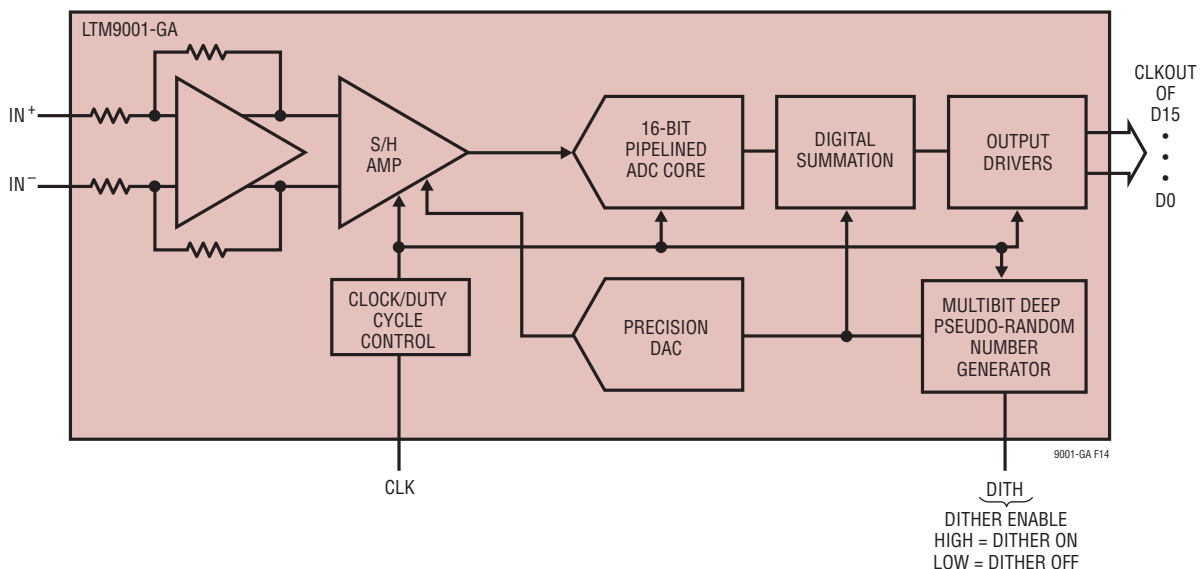 LTM9001-GA
IN+
IN−
S/H
AMP
16-BIT
PIPELINED
ADC CORE
DIGITAL
SUMMATION
OUTPUT
DRIVERS
CLKOUT
OF
D15
•
•
•
D0
CLOCK/DUTY
CYCLE
CONTROL
PRECISION
DAC
MULTIBIT DEEP
PSEUDO-RANDOM
NUMBER
GENERATOR
9001-GA F14
CLK
DITH
DITHER ENABLE
HIGH = DITHER ON
LOW = DITHER OFF